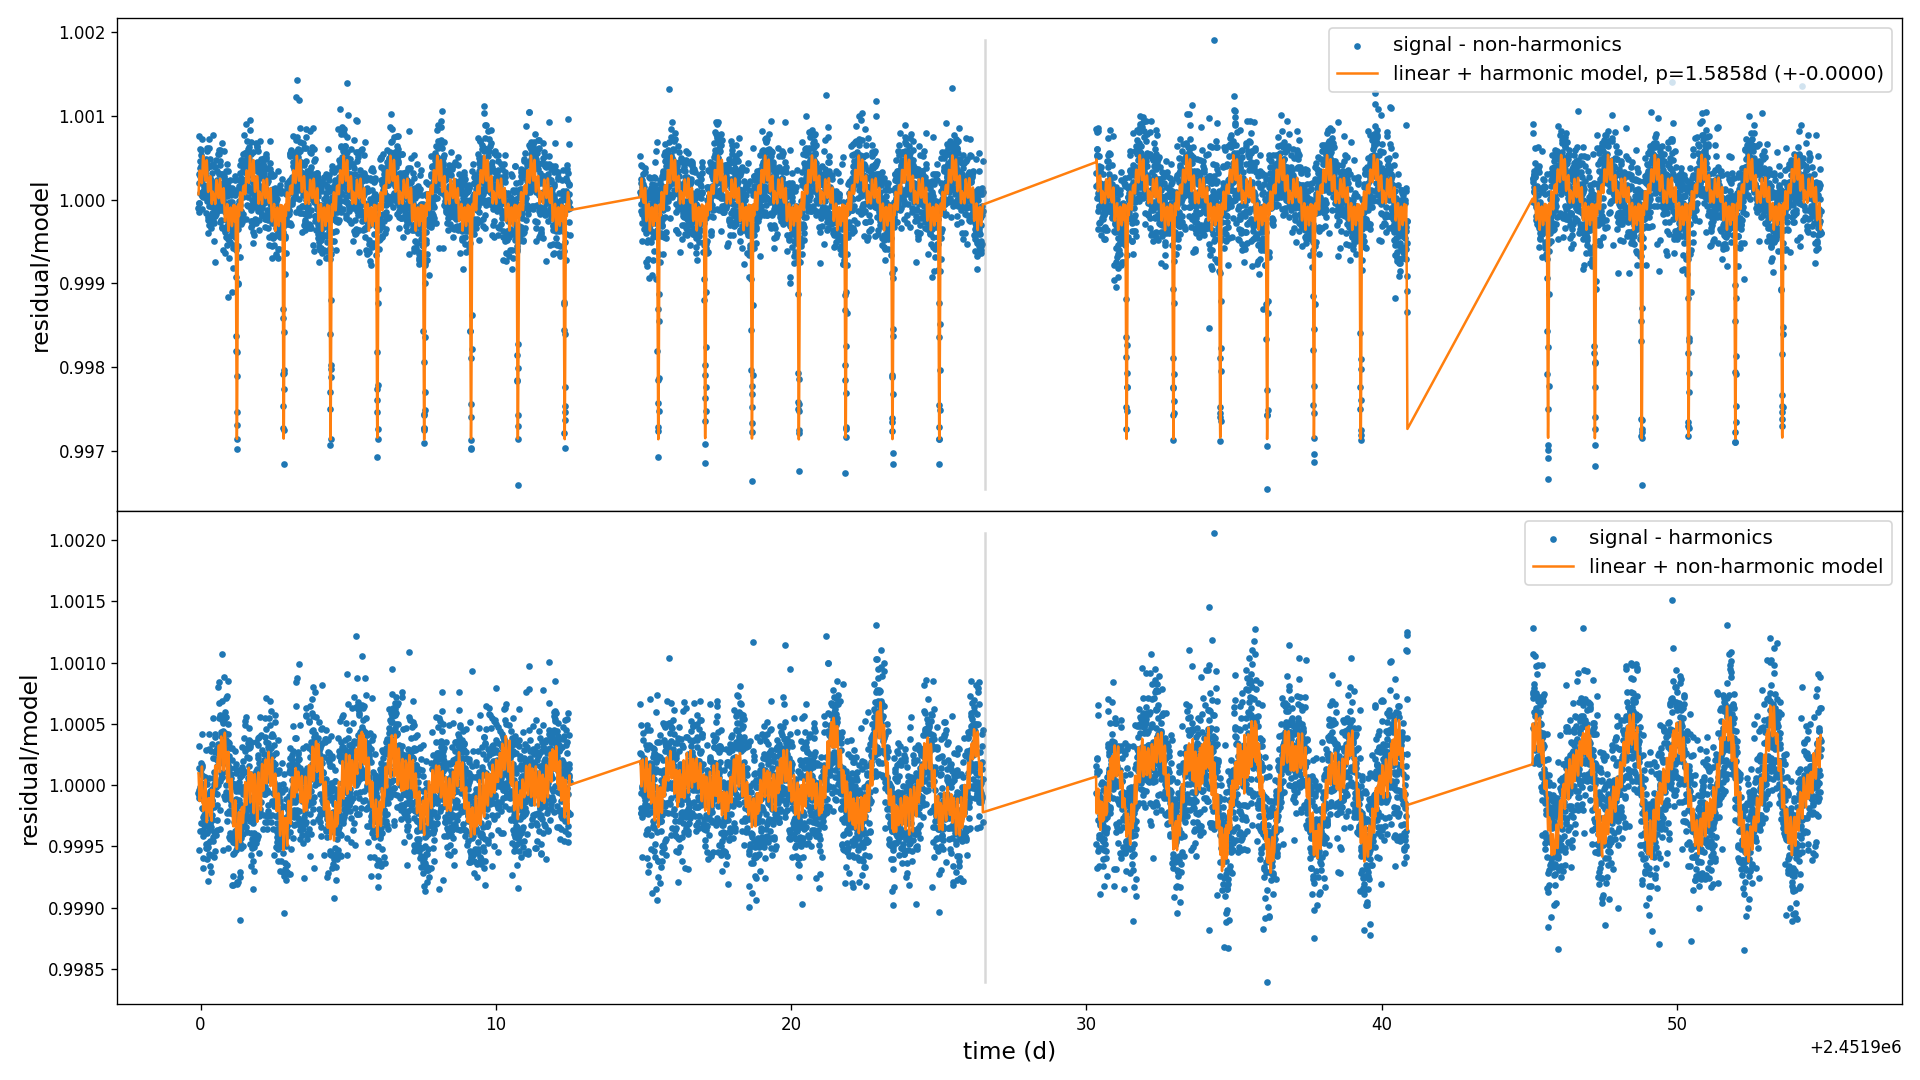 1.002
1.001
1.000
0.999
0.998
0.997
residual/model
signal - non-harmonics
linear + harmonic model, p=1.5858d (+-0.0000)
1.0020
1.0015
1.0010
1.0005
1.0000
0.9995
0.9990
0.9985
residual/model
signal - harmonics
linear + non-harmonic model
0 10 20 30 40 50
time (d)
+2.4519e6